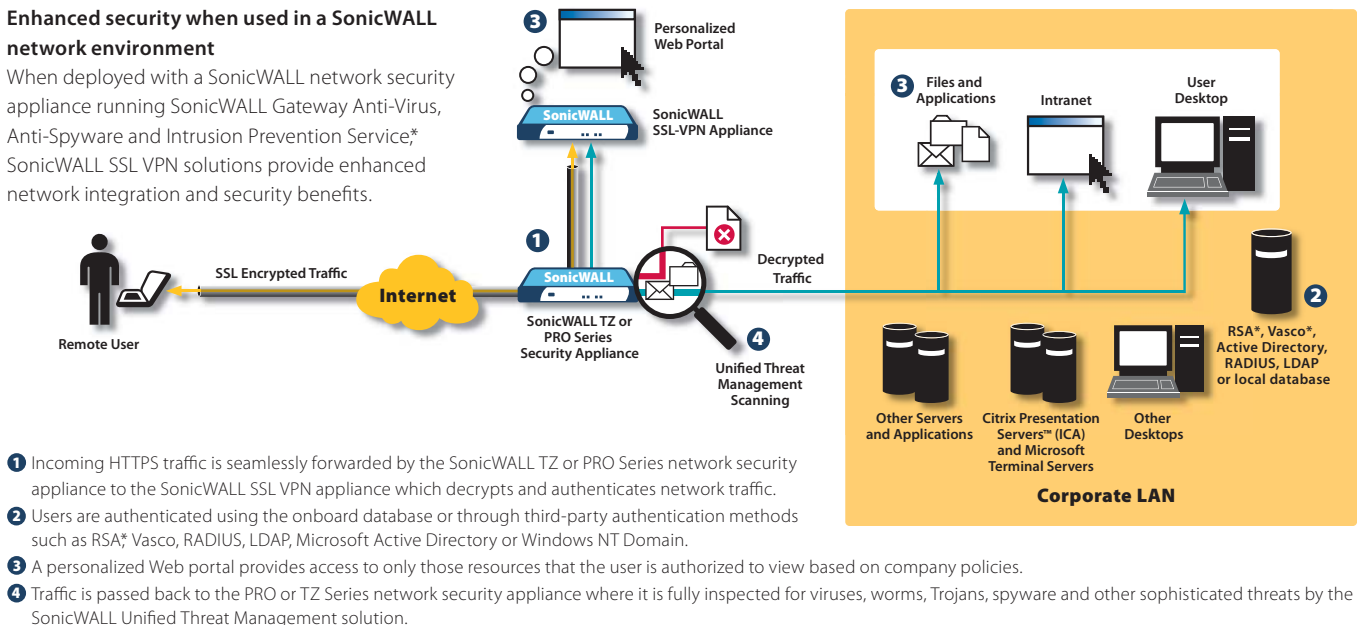 Enhanced security when used in a SonicWALL
network environment
When deployed with a SonicWALL network security
appliance running SonicWALL Gateway Anti-Virus,
Anti-Spyware and Intrusion Prevention Service,*
SonicWALL SSL VPN solutions provide enhanced
network integration and security benefits.
3
Personalized
Web Portal
SonicWALL
SonicWALL
SSL-VPN Appliance
1
SSL Encrypted Traffic
Internet
Remote User
SonicWALL
SonicWALL TZ or
PRO Series
Security Appliance
Decrypted
Traffic
4
Unified Threat
Management
Scanning
3
Files and
Applications
Intranet
User
Desktop
2
RSA*, Vasco*,
Active Directory,
RADIUS, LDAP
or local database
Other Servers
and Applications
Citrix Presentation
Servers™ (ICA)
and Microsoft
Terminal Servers
Other
Desktops
Corporate LAN
1 Incoming HTTPS traffic is seamlessly forwarded by the SonicWALL TZ or PRO Series network security
appliance to the SonicWALL SSL VPN appliance which decrypts and authenticates network traffic.
2 Users are authenticated using the onboard database or through third-party authentication methods
such as RSA,* Vasco, RADIUS, LDAP, Microsoft Active Directory or Windows NT Domain.
3 A personalized Web portal provides access to only those resources that the user is authorized to view based on company policies.
4 Traffic is passed back to the PRO or TZ Series network security appliance where it is fully inspected for viruses, worms, Trojans, spyware and other sophisticated threats by the
SonicWALL Unified Threat Management solution.